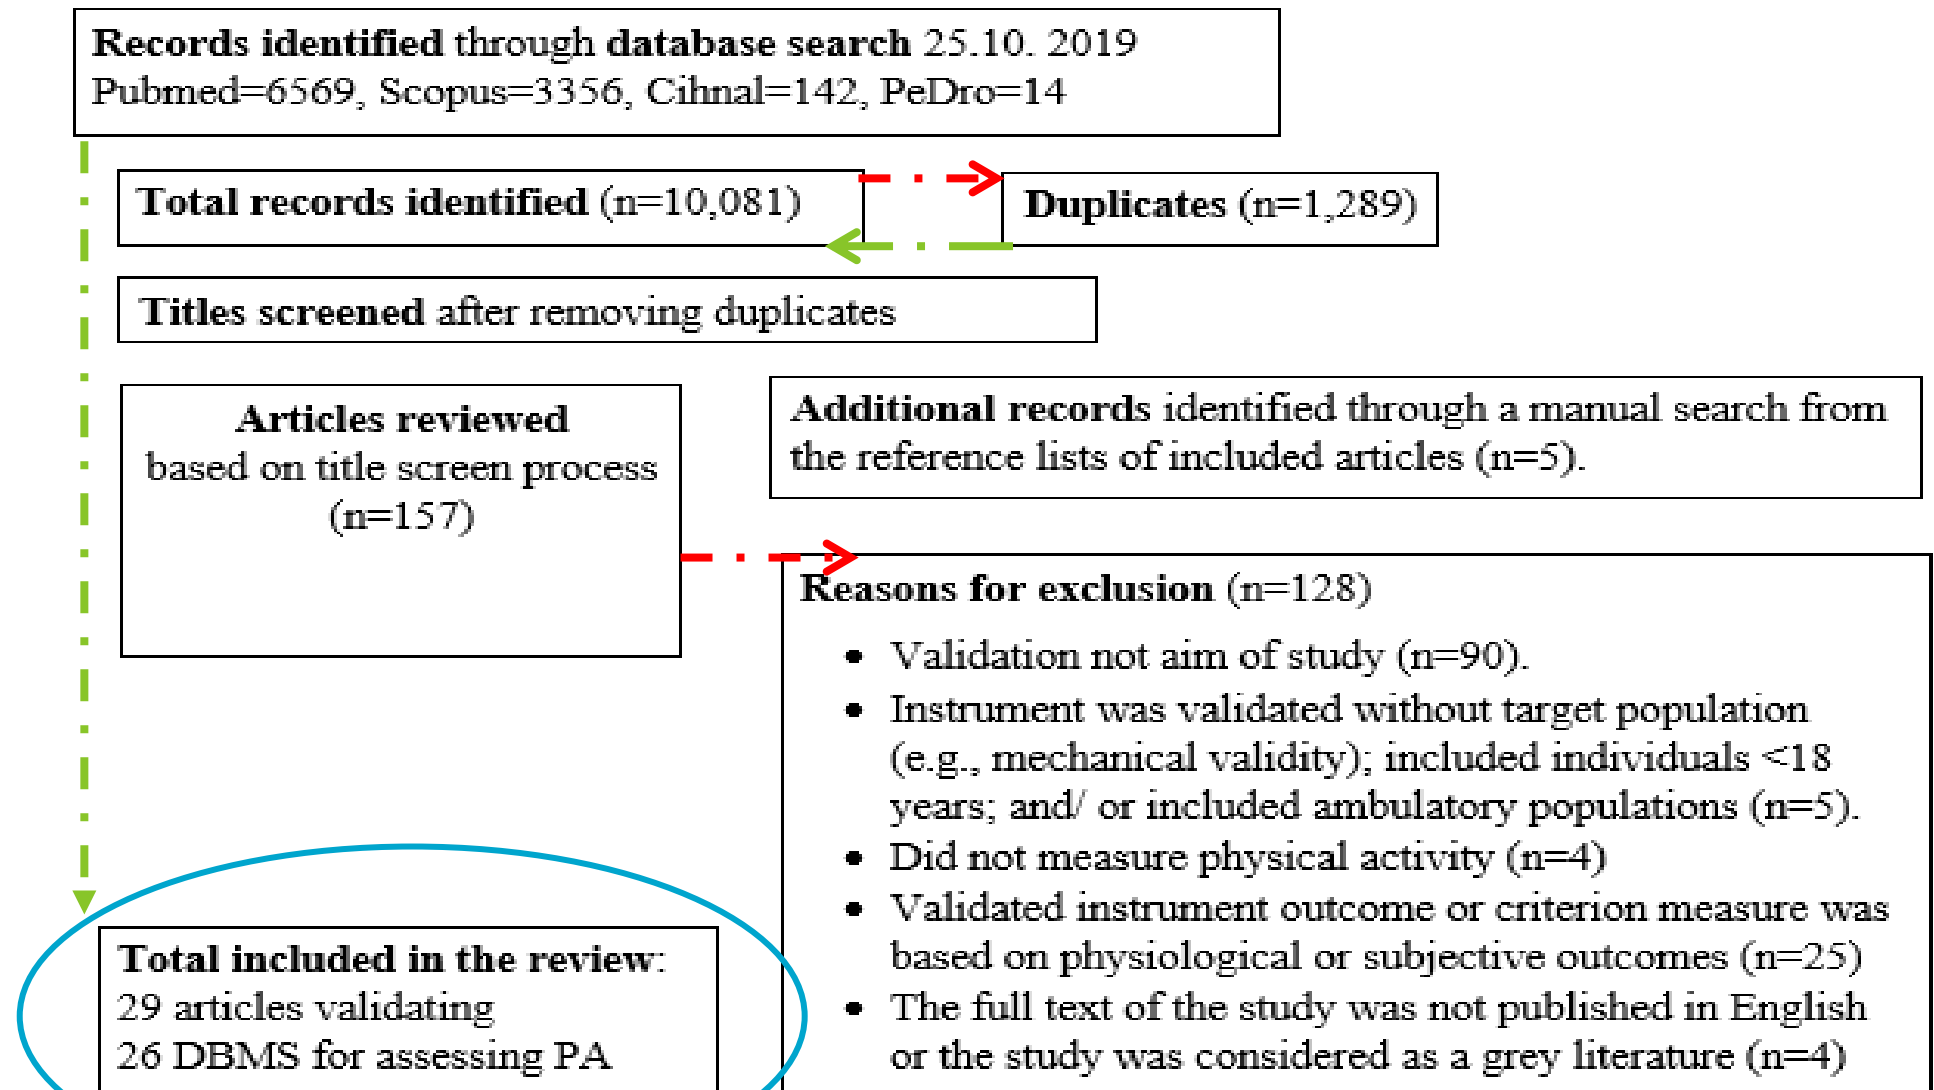 Records identified through database search 25.10. 2019
Pubmed=6569, Scopus=3356, Cihnal=142, PeDro=14
Total records identified (n=10,081)
Duplicates (n=1,289)
Titles screened after removing duplicates
Articles reviewed
based on title screen process
(n=157)
Additional records identified through a manual search from
the reference lists of included articles (n=5).
Reasons for exclusion (n=128)
• Validation not aim of study (n=90).
• Instrument was validated without target population
(e.g., mechanical validity); included individuals <18
years; and/ or included ambulatory populations (n=5).
• Did not measure physical activity (n=4)
• Validated instrument outcome or criterion measure was
based on physiological or subjective outcomes (n=25)
• The full text of the study was not published in English
or the study was considered as a grey literature (n=4)
Total included in the review:
29 articles validating
26 DBMS for assessing PA